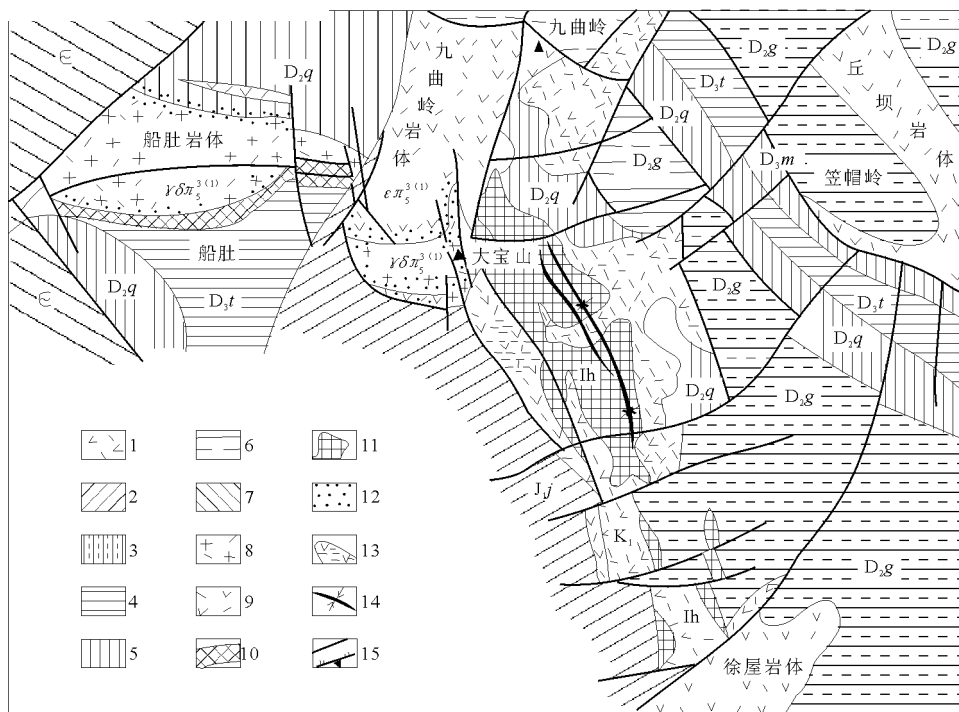 九曲岭
九曲岭岩体
D₂g
D₂g
Є
D₂q
D₃t
丘坝岩体
船肚岩体
D₂q
D₂g
D₃m
笠帽岭
γδπ₅³⁽¹⁾
επ₅³⁽¹⁾
D₂q
船肚
大宝山
γδπ₅³⁽¹⁾
D₂q
Є
D₃t
D₂g
D₃t
D₂q
Ih
D₂q
D₂g
J₁j
K₁
D₂g
Ih
徐屋岩体
1
6
11
2
7
12
3
8
13
4
9
14
5
10
15